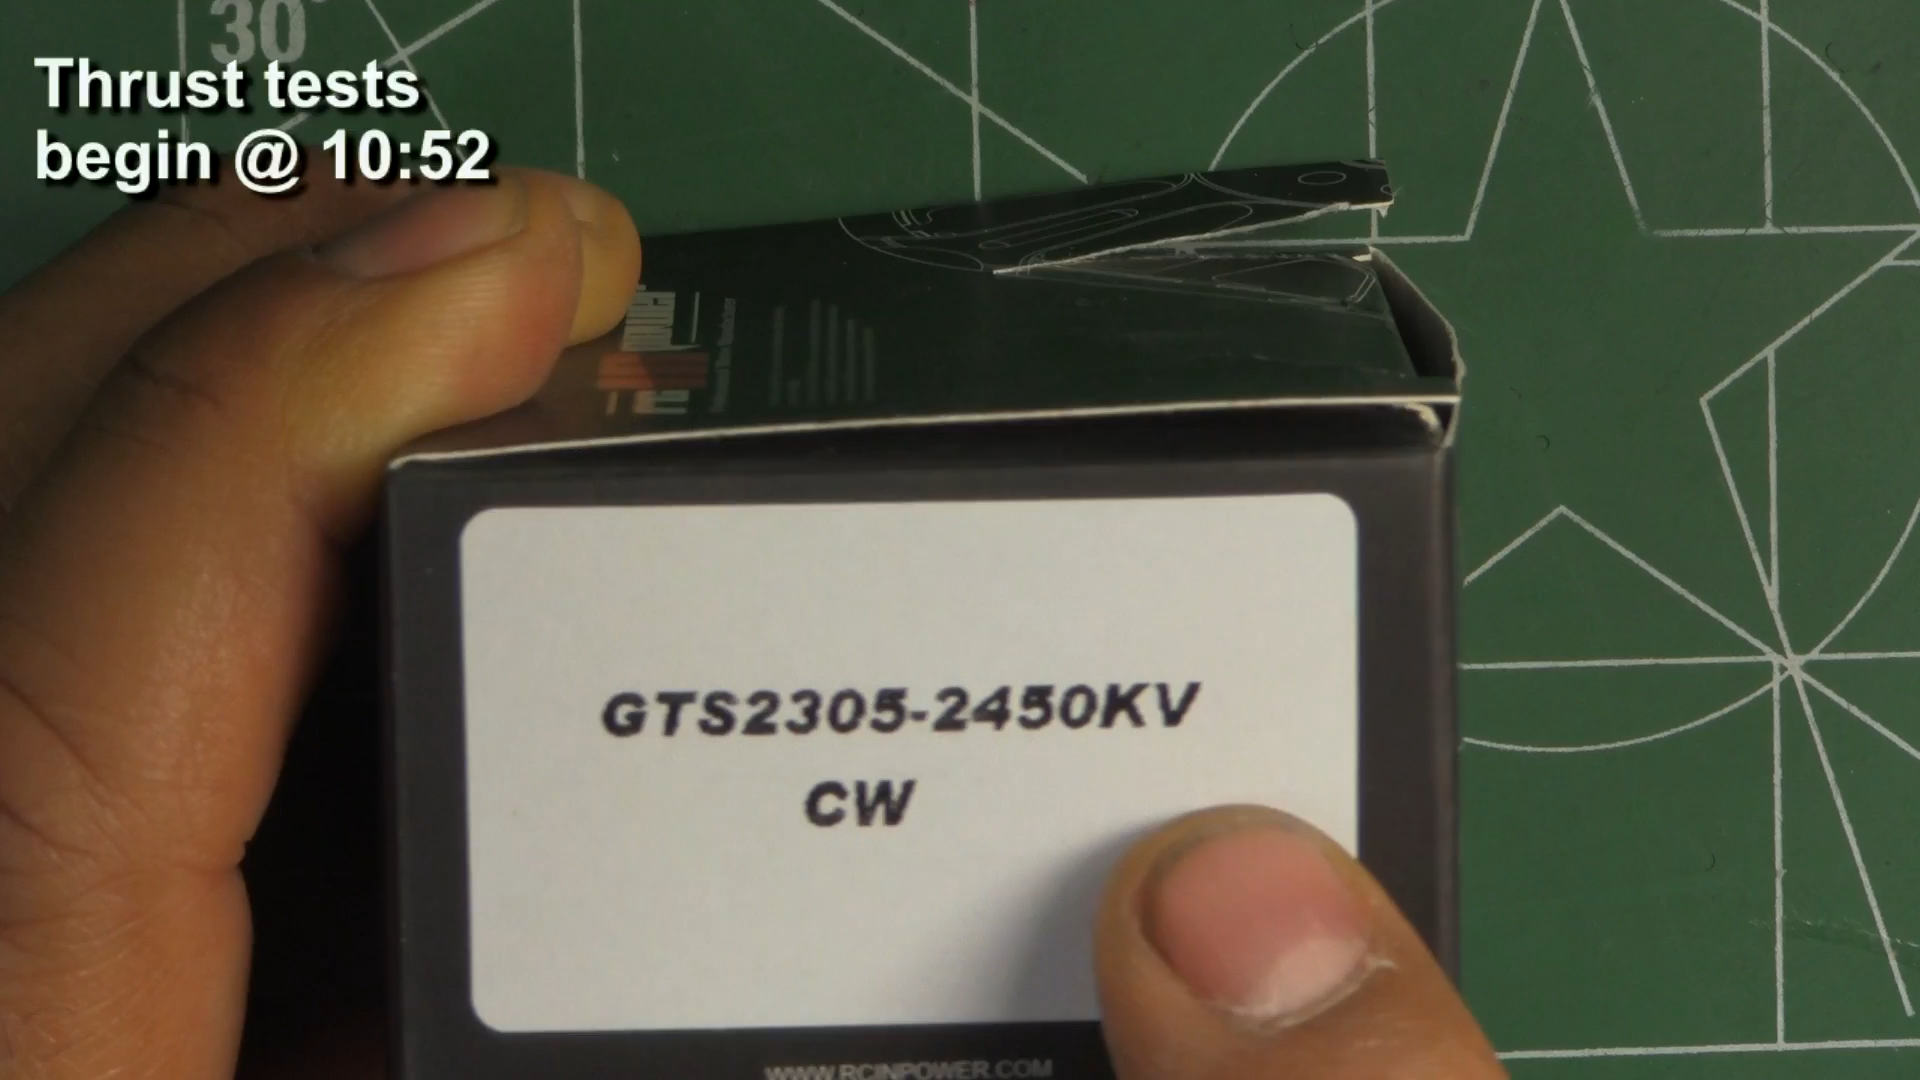 30°
Thrust tests
begin @ 10:52
GTS2305-2450KV
CW
WWW.RCINPOWER.COM